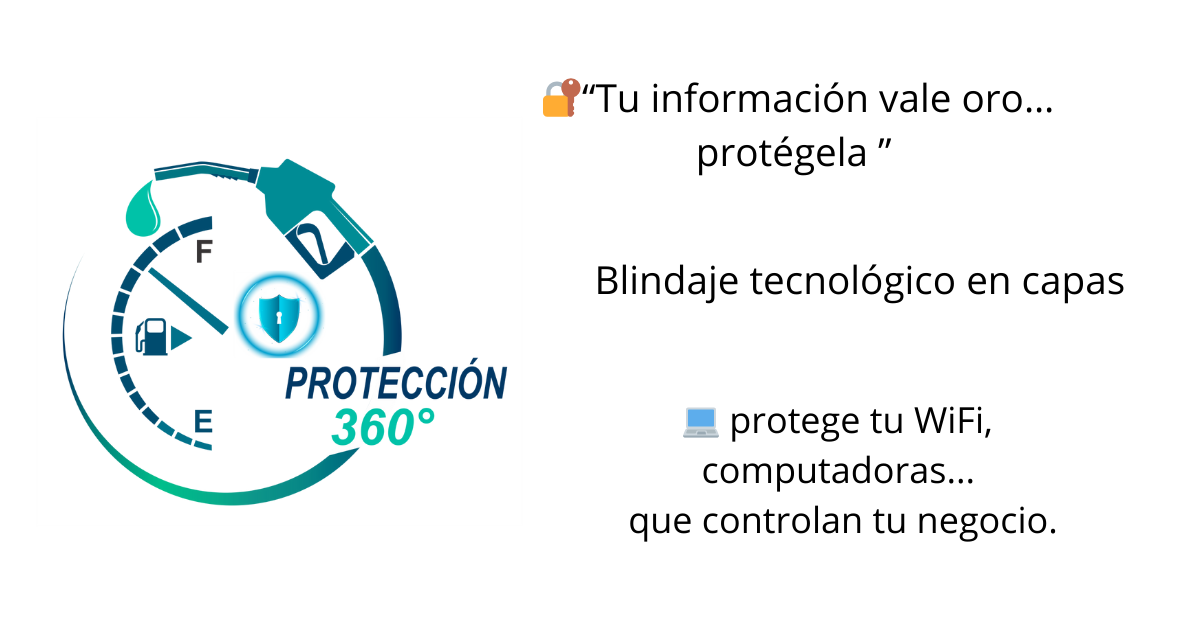 F
E
PROTECCIÓN
360°
🔐“Tu información vale oro...
protégela ”
Blindaje tecnológico en capas
💻 protege tu WiFi,
computadoras...
que controlan tu negocio.